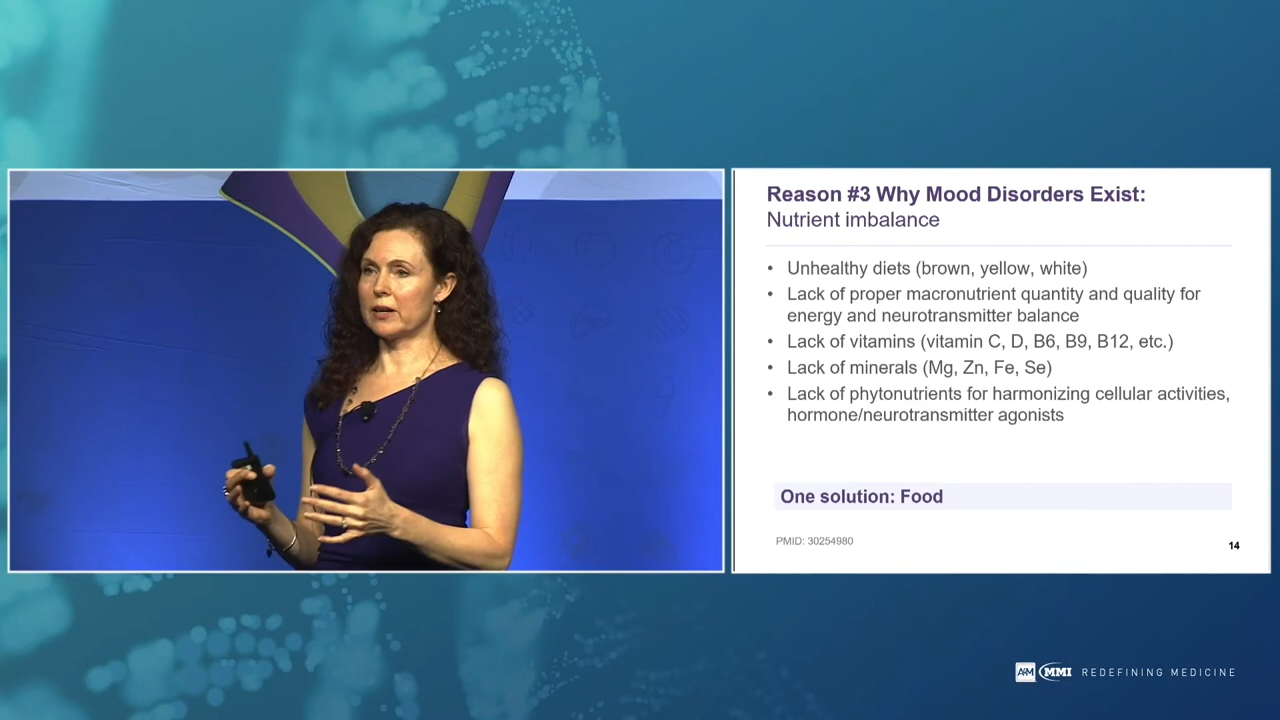 Reason #3 Why Mood Disorders Exist:
Nutrient imbalance
• Unhealthy diets (brown, yellow, white)
• Lack of proper macronutrient quantity and quality for
energy and neurotransmitter balance
• Lack of vitamins (vitamin C, D, B6, B9, B12, etc.)
• Lack of minerals (Mg, Zn, Fe, Se)
• Lack of phytonutrients for harmonizing cellular activities,
hormone/neurotransmitter agonists
One solution: Food
PMID: 30254980
14
A4M MMI REDEFINING MEDICINE